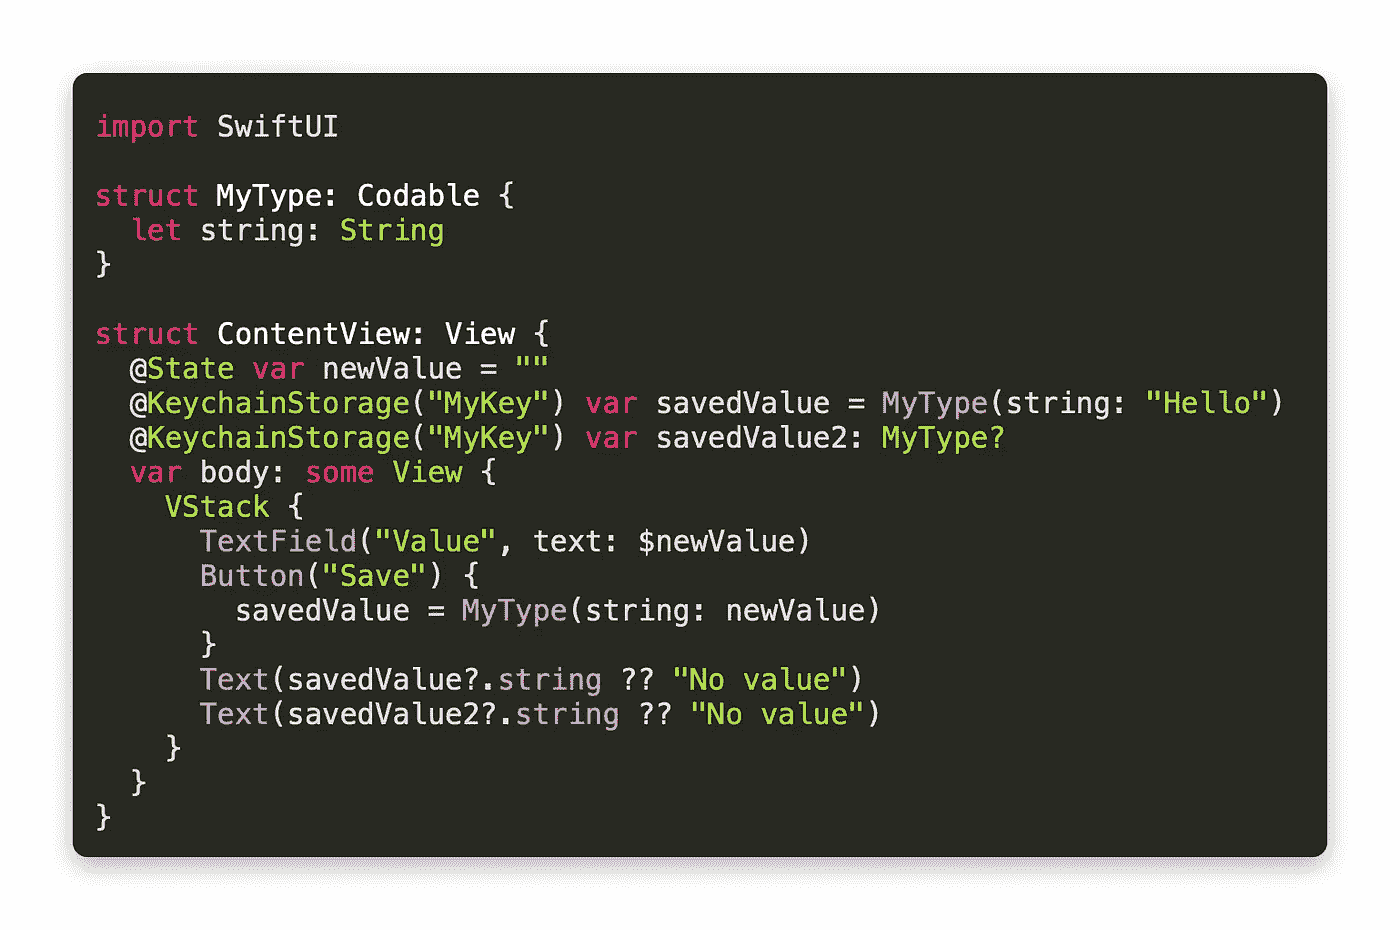 import SwiftUI

struct MyType: Codable {
  let string: String
}

struct ContentView: View {
  @State var newValue = ""
  @KeychainStorage("MyKey") var savedValue = MyType(string: "Hello")
  @KeychainStorage("MyKey") var savedValue2: MyType?
  var body: some View {
    VStack {
      TextField("Value", text: $newValue)
      Button("Save") {
        savedValue = MyType(string: newValue)
      }
      Text(savedValue?.string ?? "No value")
      Text(savedValue2?.string ?? "No value")
    }
  }
}